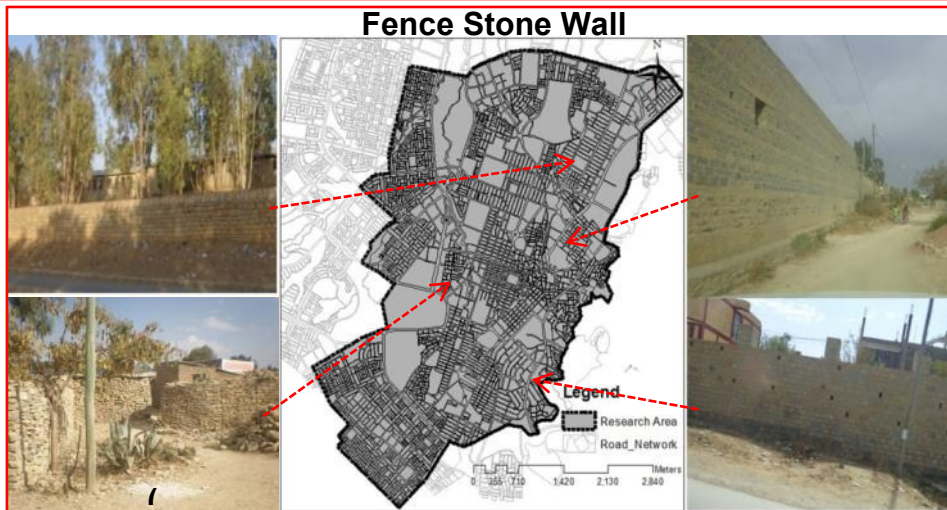 Fence Stone Wall
N
Legend
Research Area
Road_Network
Meters
0 355 710 1,420 2,130 2,840
(